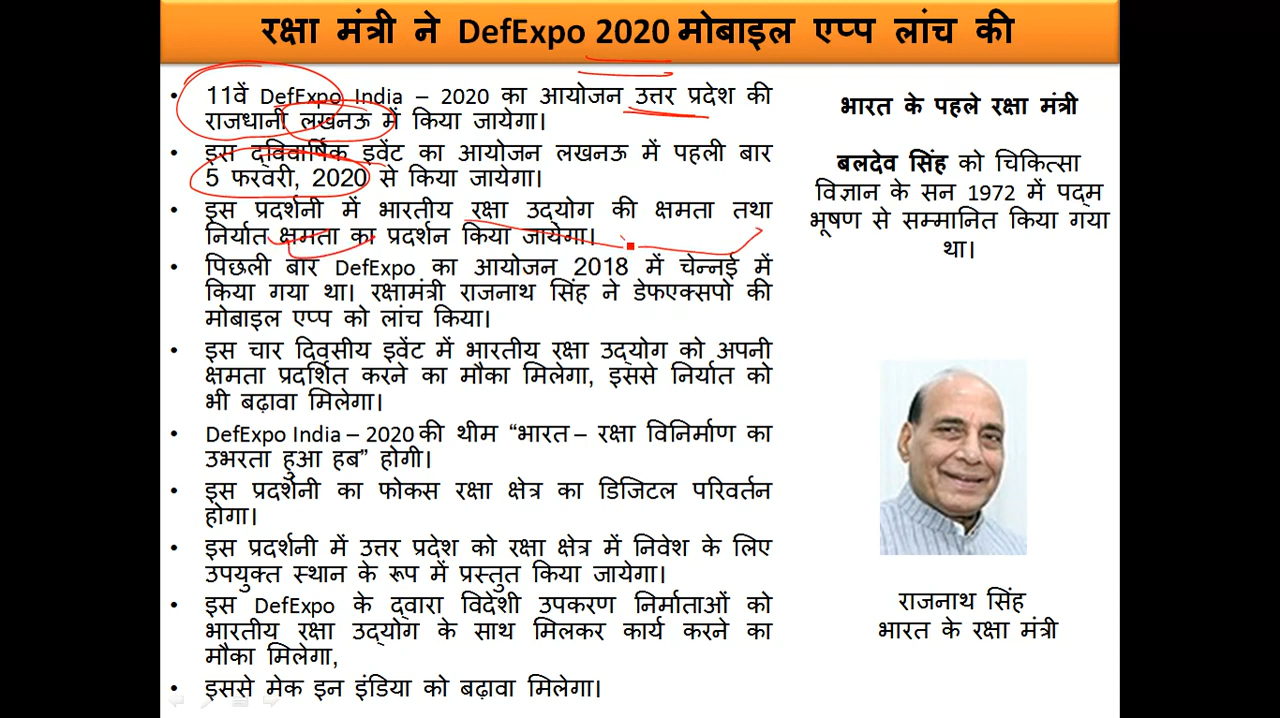 रक्षा मंत्री ने DefExpo 2020 मोबाइल एप्प लांच की
• 11वें DefExpo India – 2020 का आयोजन उत्तर प्रदेश की
राजधानी लखनऊ में किया जायेगा।
• इस द्विवार्षिक इवेंट का आयोजन लखनऊ में पहली बार
5 फरवरी, 2020 से किया जायेगा।
• इस प्रदर्शनी में भारतीय रक्षा उद्योग की क्षमता तथा
निर्यात क्षमता का प्रदर्शन किया जायेगा।
• पिछली बार DefExpo का आयोजन 2018 में चेन्नई में
किया गया था। रक्षामंत्री राजनाथ सिंह ने डेफएक्सपो की
मोबाइल एप्प को लांच किया।
• इस चार दिवसीय इवेंट में भारतीय रक्षा उद्योग को अपनी
क्षमता प्रदर्शित करने का मौका मिलेगा, इससे निर्यात को
भी बढ़ावा मिलेगा।
• DefExpo India – 2020 की थीम “भारत – रक्षा विनिर्माण का
उभरता हुआ हब” होगी।
• इस प्रदर्शनी का फोकस रक्षा क्षेत्र का डिजिटल परिवर्तन
होगा।
• इस प्रदर्शनी में उत्तर प्रदेश को रक्षा क्षेत्र में निवेश के लिए
उपयुक्त स्थान के रूप में प्रस्तुत किया जायेगा।
• इस DefExpo के द्वारा विदेशी उपकरण निर्माताओं को
भारतीय रक्षा उद्योग के साथ मिलकर कार्य करने का
मौका मिलेगा,
• इससे मेक इन इंडिया को बढ़ावा मिलेगा।
भारत के पहले रक्षा मंत्री
बलदेव सिंह को चिकित्सा
विज्ञान के सन 1972 में पद्म
भूषण से सम्मानित किया गया
था।
राजनाथ सिंह
भारत के रक्षा मंत्री